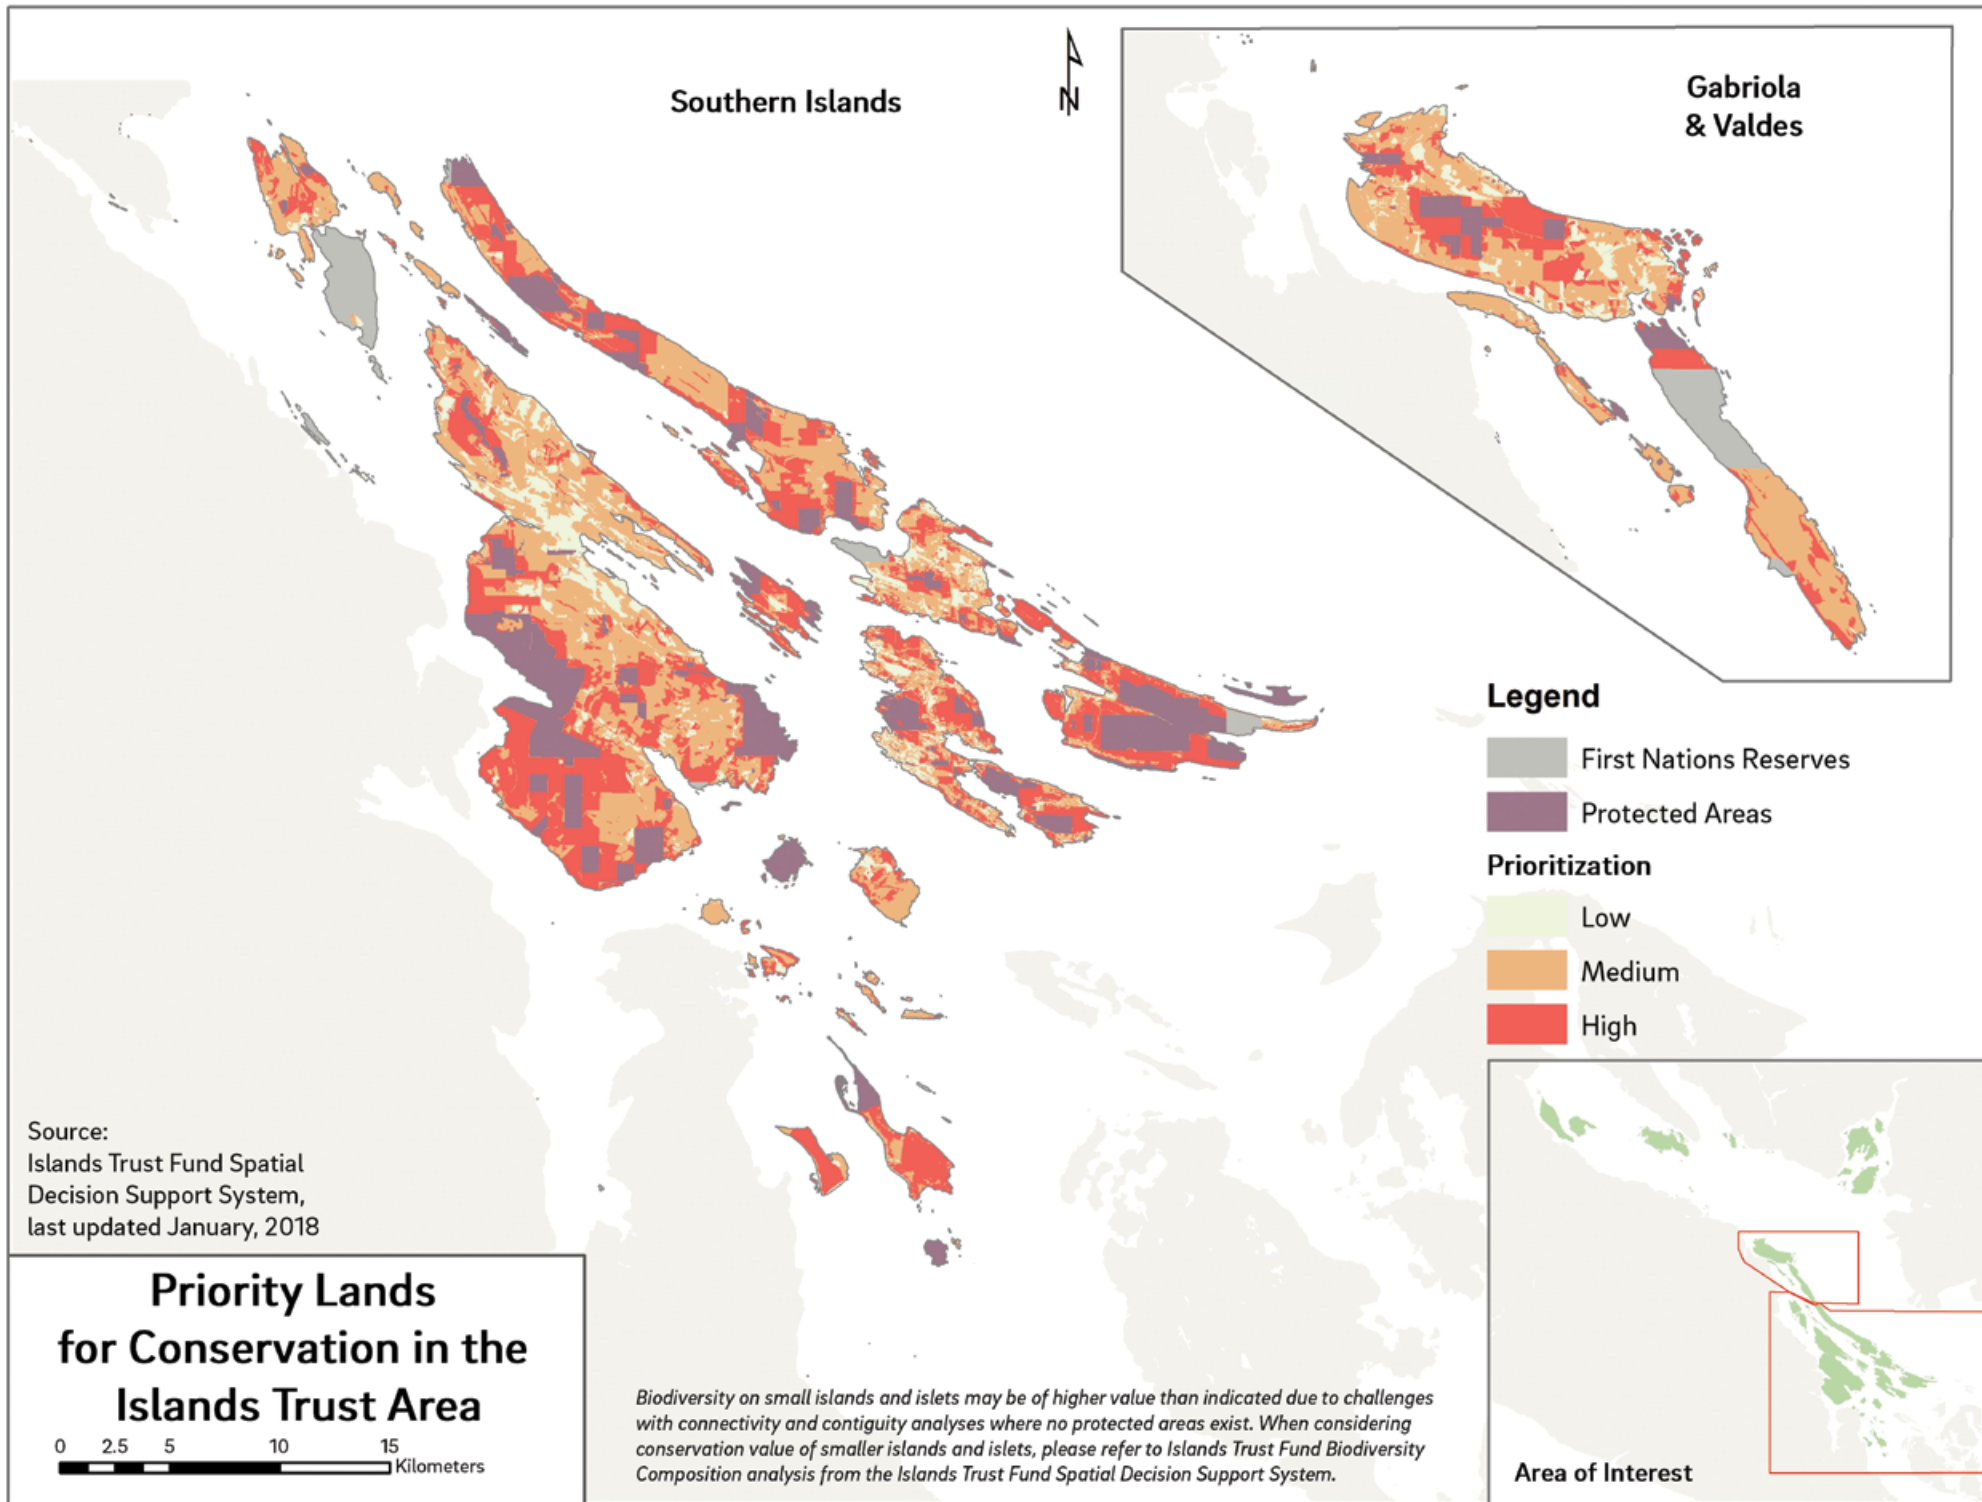 Southern Islands
N
Gabriola
& Valdes
Legend
First Nations Reserves
Protected Areas
Prioritization
Low
Medium
High
Source:
Islands Trust Fund Spatial
Decision Support System,
last updated January, 2018
Priority Lands
for Conservation in the
Islands Trust Area
0 2.5 5 10 15
Kilometers
Biodiversity on small islands and islets may be of higher value than indicated due to challenges
with connectivity and contiguity analyses where no protected areas exist. When considering
conservation value of smaller islands and islets, please refer to Islands Trust Fund Biodiversity
Composition analysis from the Islands Trust Fund Spatial Decision Support System.
Area of Interest